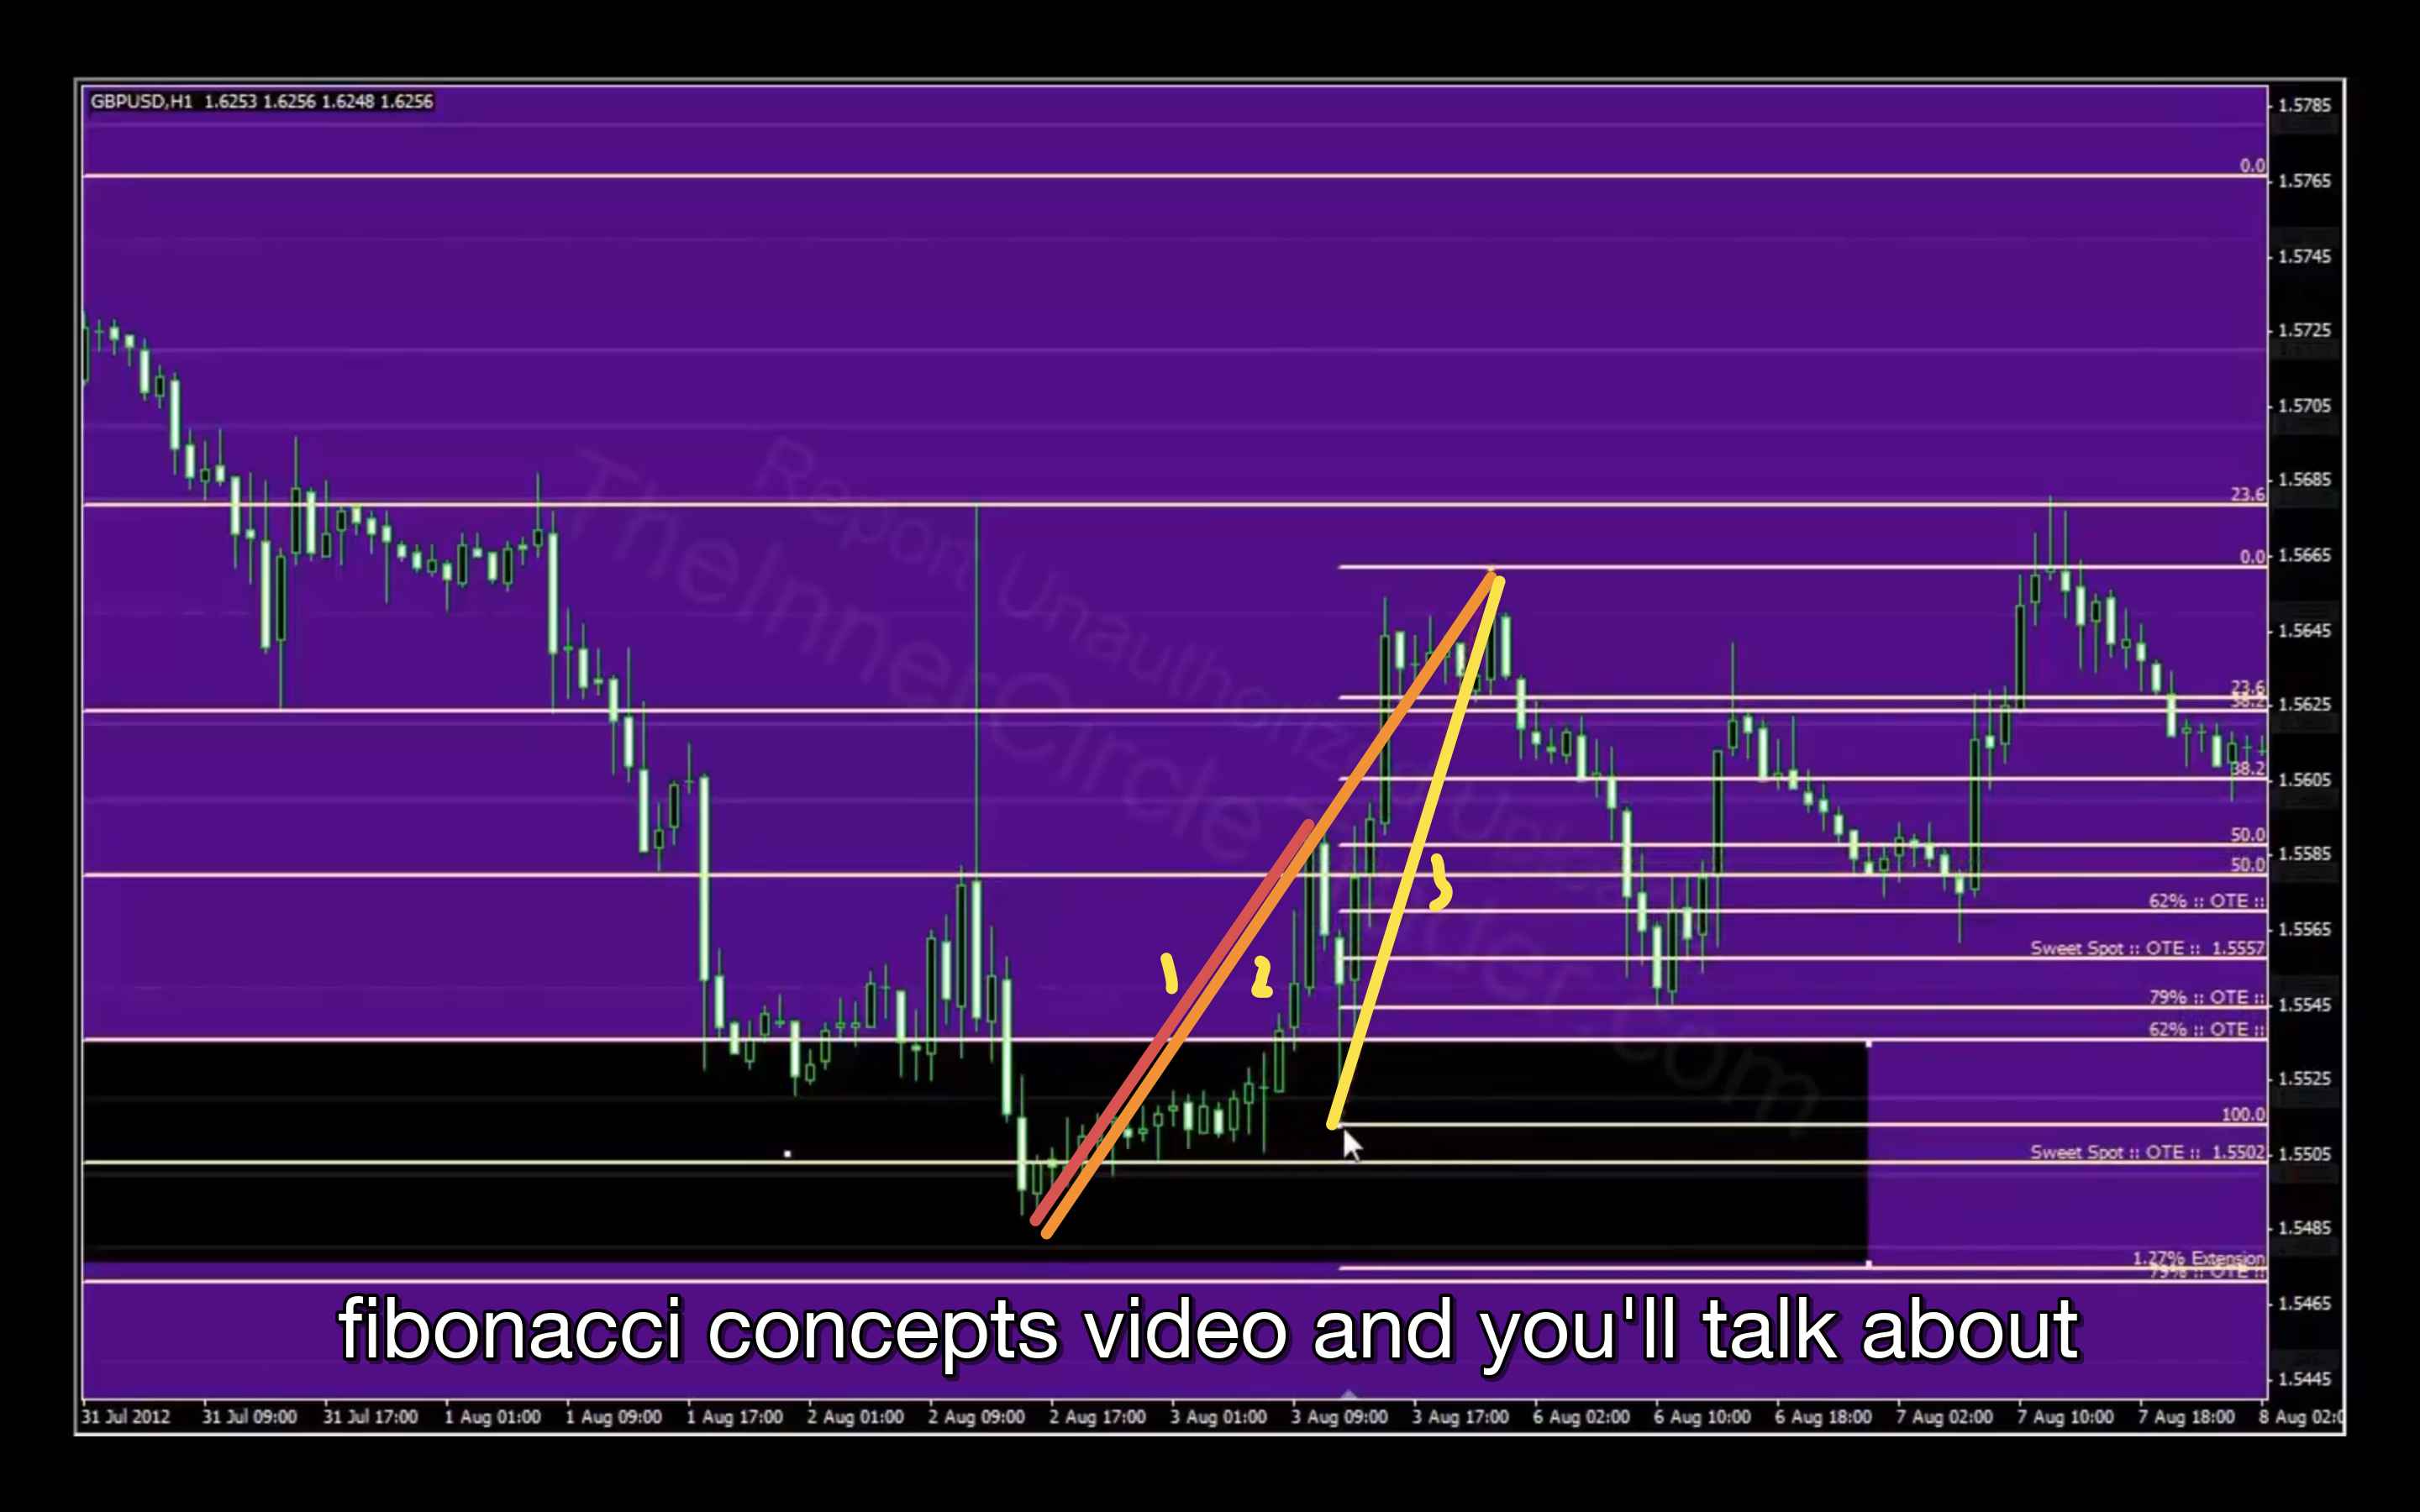 GBPUSD,H1 1.6253 1.6256 1.6248 1.6256
1.5785
0.0
1.5765
1.5745
1.5725
1.5705
23.6
1.5685
0.0
1.5665
1.5645
23.6
38.2
1.5625
38.2
1.5605
50.0
1.5585
50.0
62% :: OTE ::
1.5565
Sweet Spot :: OTE :: 1.5557
79% :: OTE ::
1.5545
62% :: OTE ::
1.5525
100.0
Sweet Spot :: OTE :: 1.5502
1.5505
1.5485
1.27% Extension
79% :: OTE ::
1.5465
1.5445
Report Unauthorized Upload
TheInnerCircleTrader.com
1
2
3
fibonacci concepts video and you'll talk about
31 Jul 2012 31 Jul 09:00 31 Jul 17:00 1 Aug 01:00 1 Aug 09:00 1 Aug 17:00 2 Aug 01:00 2 Aug 09:00 2 Aug 17:00 3 Aug 01:00 3 Aug 09:00 3 Aug 17:00 6 Aug 02:00 6 Aug 10:00 6 Aug 18:00 7 Aug 02:00 7 Aug 10:00 7 Aug 18:00 8 Aug 02:0